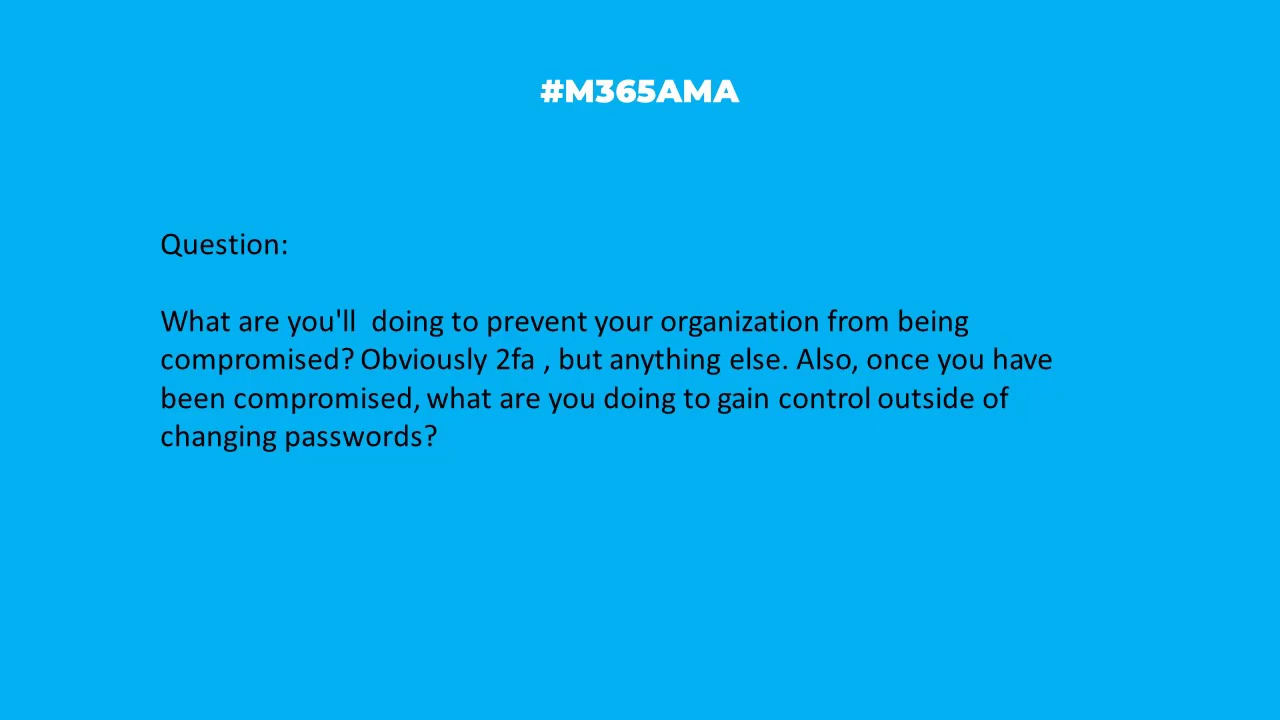 #M365AMA
Question:
What are you'll  doing to prevent your organization from being
compromised? Obviously 2fa , but anything else. Also, once you have
been compromised, what are you doing to gain control outside of
changing passwords?